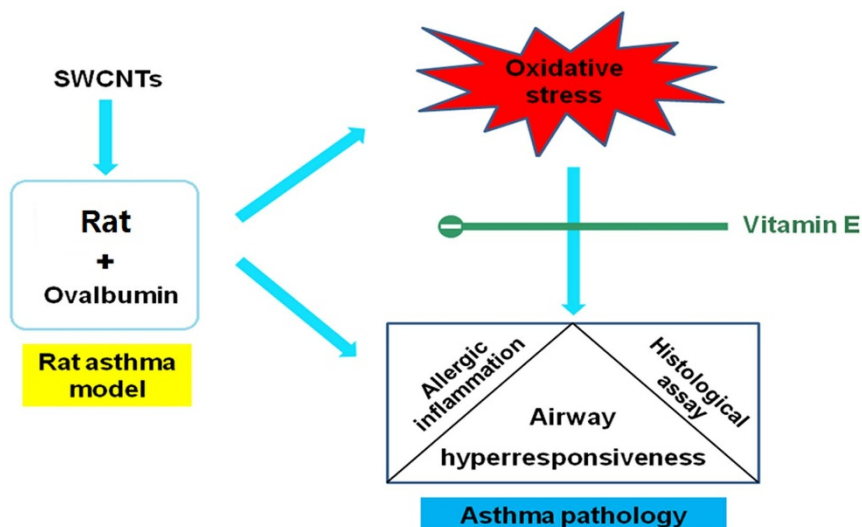 SWCNTs
Rat
+
Ovalbumin
Rat asthma
model
Oxidative
stress
Vitamin E
Allergic
inflammation
Airway
hyperresponsiveness
Histological
assay
Asthma pathology